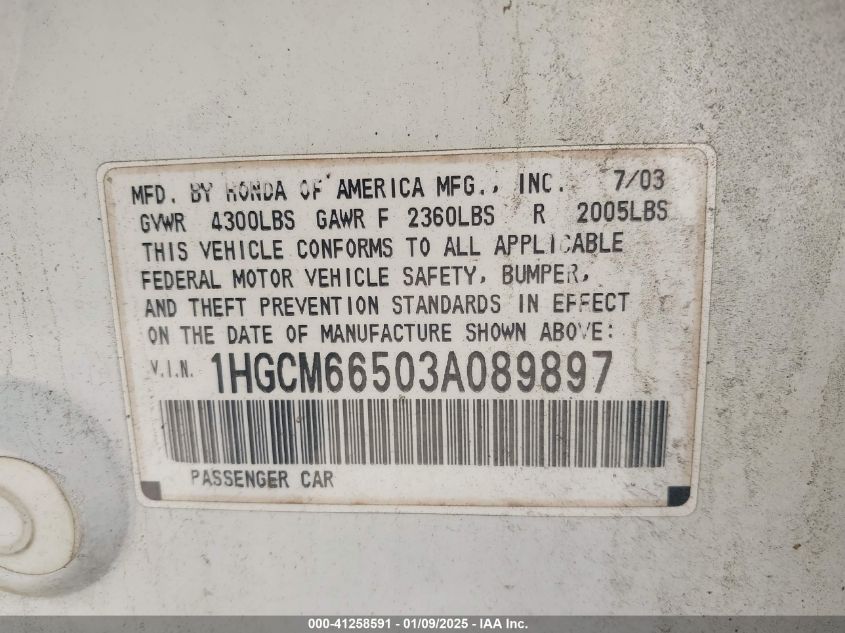 MFD. BY HONDA OF AMERICA MFG., INC. 7/03
GVWR 4300LBS GAWR F 2360LBS R 2005LBS
THIS VEHICLE CONFORMS TO ALL APPLICABLE
FEDERAL MOTOR VEHICLE SAFETY, BUMPER,
AND THEFT PREVENTION STANDARDS IN EFFECT
ON THE DATE OF MANUFACTURE SHOWN ABOVE:
V.I.N. 1HGCM66503A089897
PASSENGER CAR
000-41258591 - 01/09/2025 - IAA Inc.